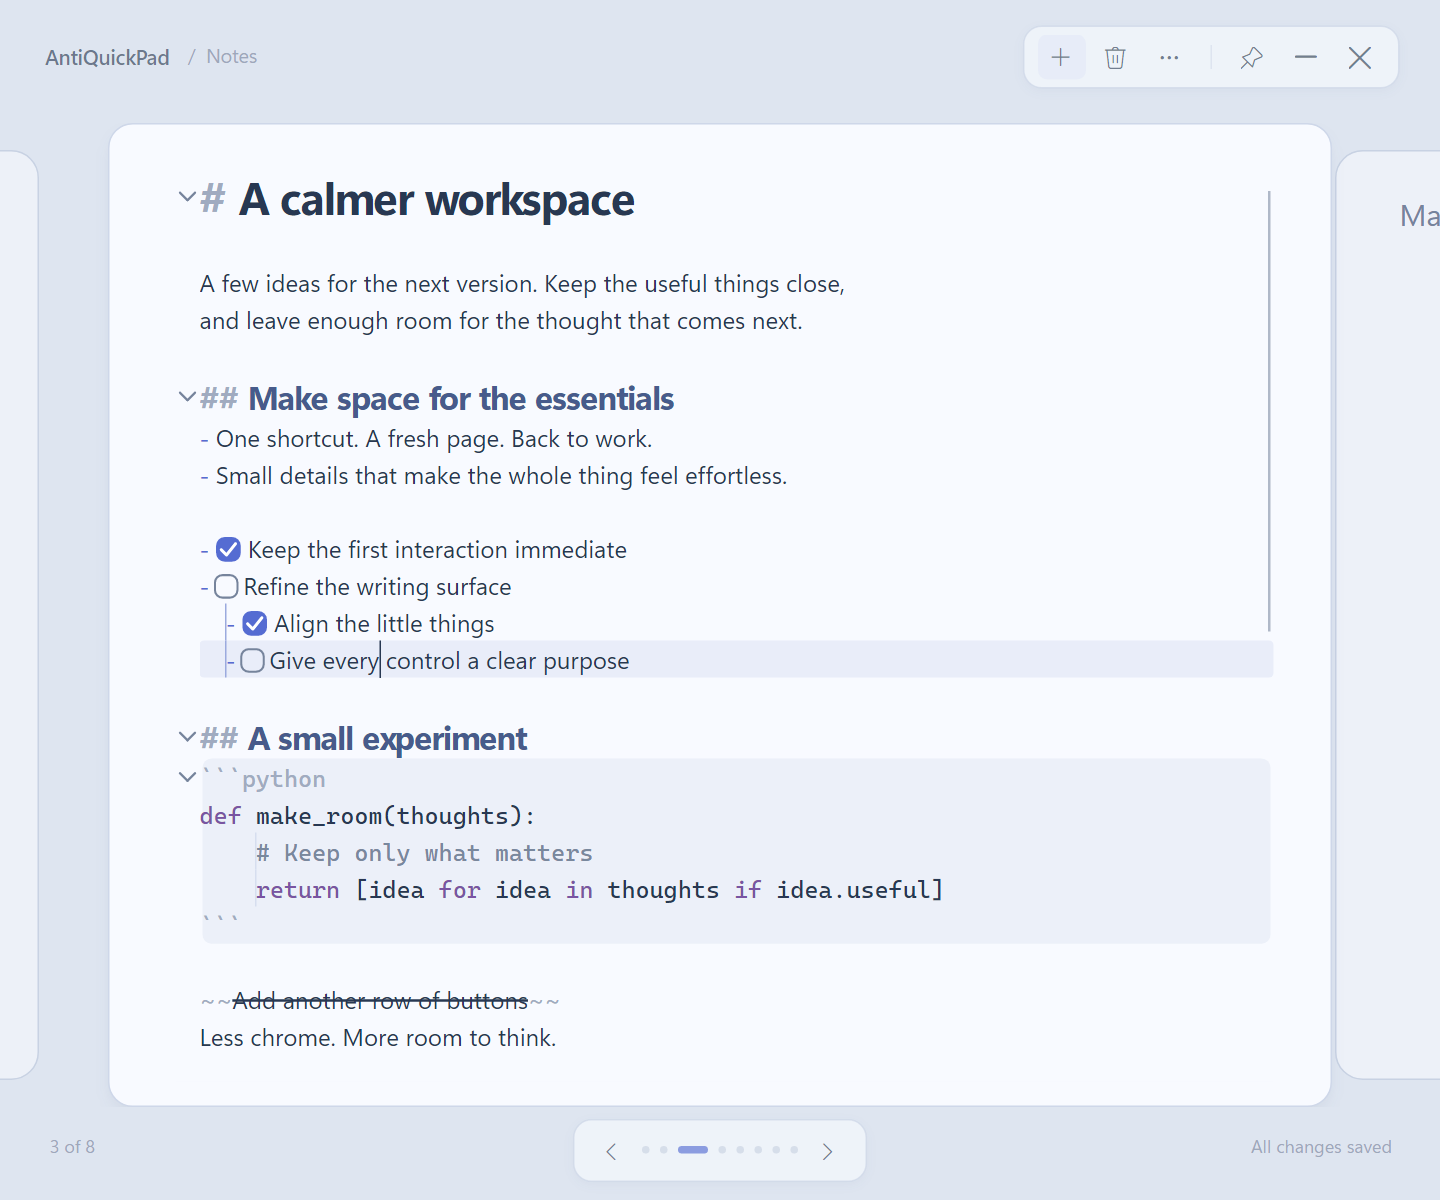 AntiQuickPad / Notes
# A calmer workspace
Ma
A few ideas for the next version. Keep the useful things close,
and leave enough room for the thought that comes next.
## Make space for the essentials
- One shortcut. A fresh page. Back to work.
- Small details that make the whole thing feel effortless.
- Keep the first interaction immediate
- Refine the writing surface
- Align the little things
- Give every control a clear purpose
## A small experiment
```python
def make_room(thoughts):
    # Keep only what matters
    return [idea for idea in thoughts if idea.useful]
```
~~Add another row of buttons~~
Less chrome. More room to think.
3 of 8
All changes saved